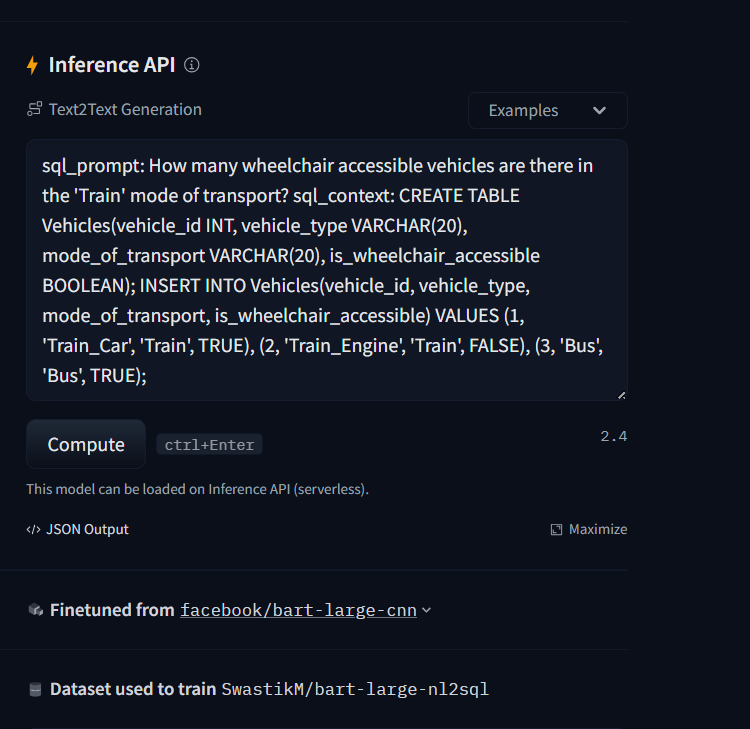 Inference API
Text2Text Generation
Examples
sql_prompt: How many wheelchair accessible vehicles are there in
the 'Train' mode of transport? sql_context: CREATE TABLE
Vehicles(vehicle_id INT, vehicle_type VARCHAR(20),
mode_of_transport VARCHAR(20), is_wheelchair_accessible
BOOLEAN); INSERT INTO Vehicles(vehicle_id, vehicle_type,
mode_of_transport, is_wheelchair_accessible) VALUES (1,
'Train_Car', 'Train', TRUE), (2, 'Train_Engine', 'Train', FALSE), (3, 'Bus',
'Bus', TRUE);
Compute ctrl+Enter 2.4
This model can be loaded on Inference API (serverless).
</> JSON Output Maximize
Finetuned from facebook/bart-large-cnn
Dataset used to train SwastikM/bart-large-nl2sql